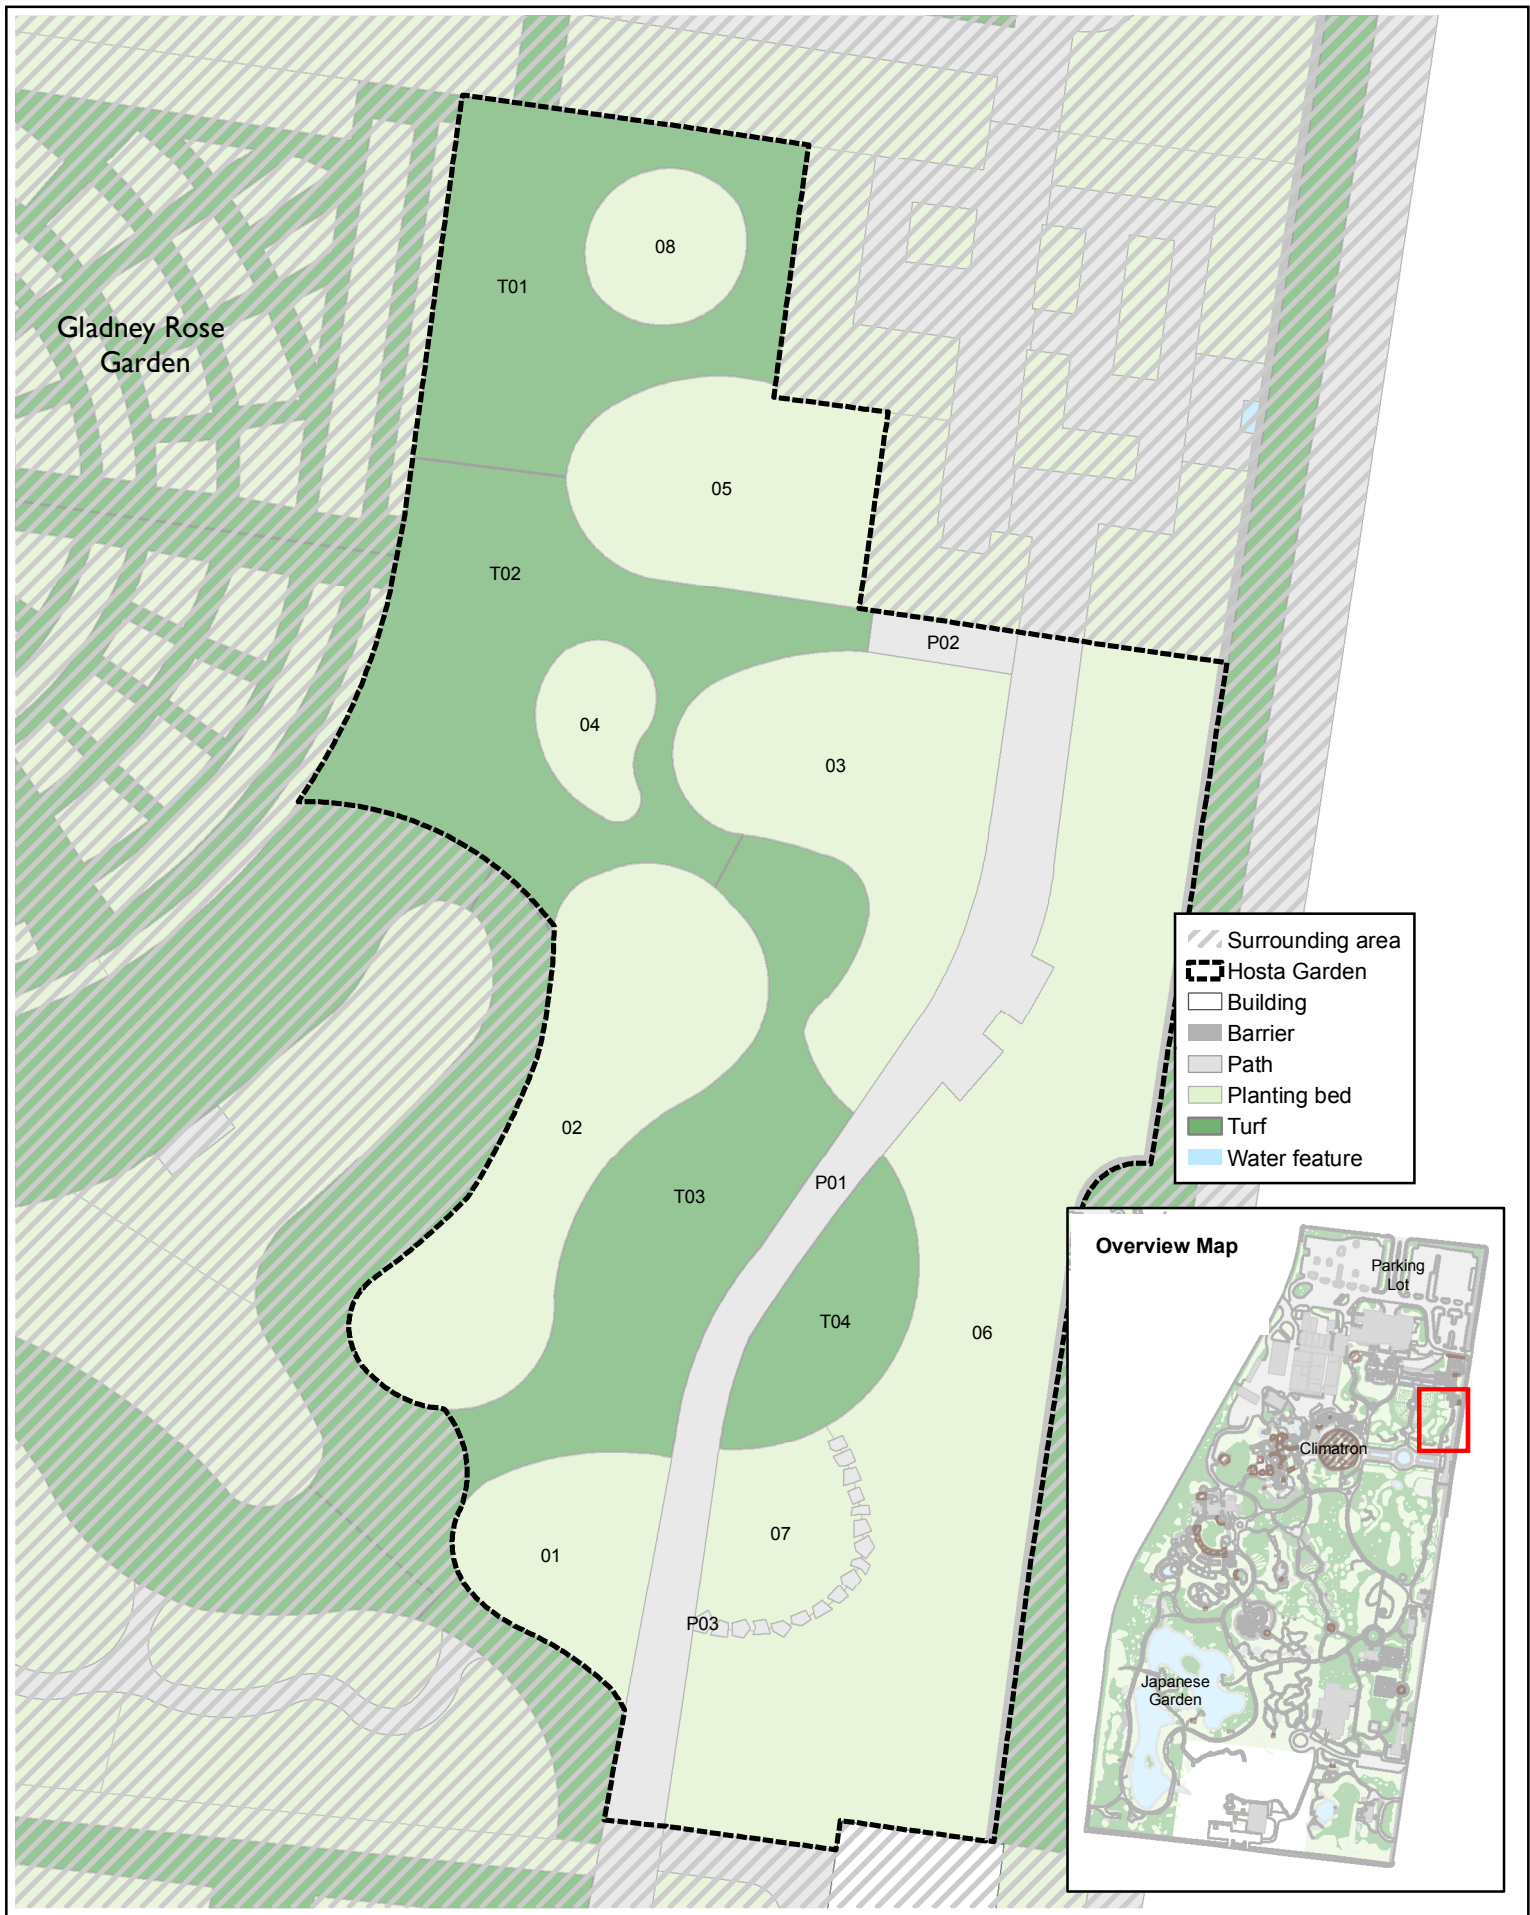 08
T01
Gladney Rose
Garden
05
T02
P02
04
03
Surrounding area
Hosta Garden
Building
Barrier
Path
Planting bed
Turf
Water feature
02
P01
T03
T04
06
07
01
P03
Overview Map
Parking
Lot
Climatron
Japanese
Garden